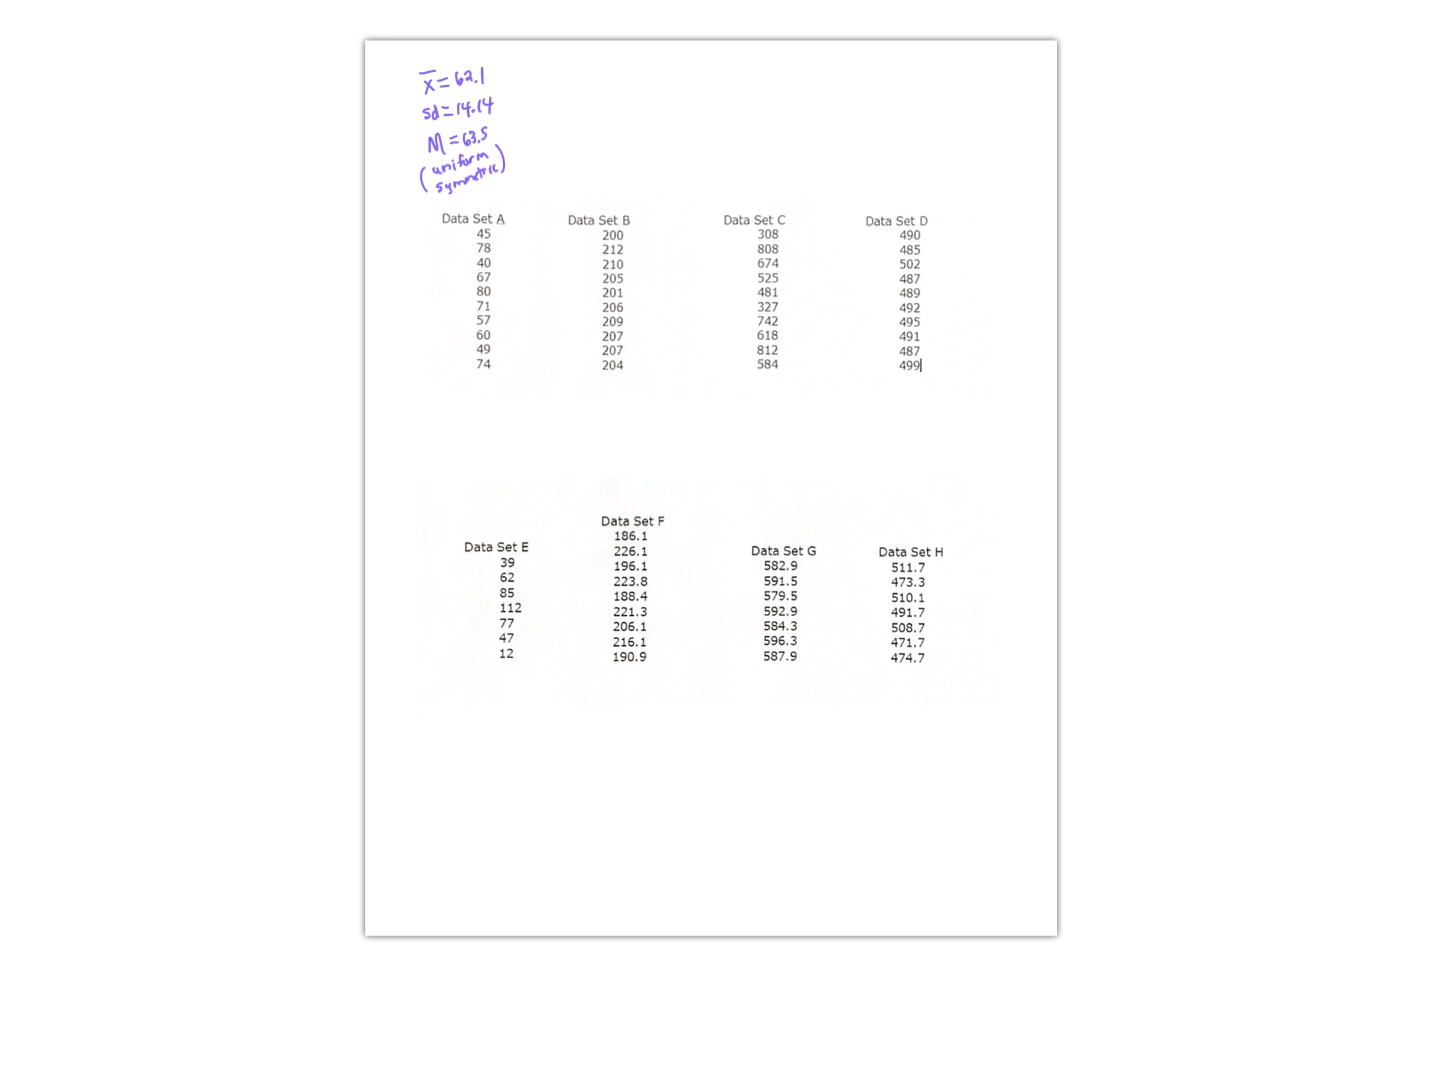 x̄ = 62.1
sd = 14.14
M = 63.5
(uniform
symmetric)
Data Set A Data Set B Data Set C Data Set D
45 200 308 490
78 212 808 485
40 210 674 502
67 205 525 487
80 201 481 489
71 206 327 492
57 209 742 495
60 207 618 491
49 207 812 487
74 204 584 499
Data Set F
186.1
Data Set E 226.1 Data Set G Data Set H
39 196.1 582.9 511.7
62 223.8 591.5 473.3
85 188.4 579.5 510.1
112 221.3 592.9 491.7
77 206.1 584.3 508.7
47 216.1 596.3 471.7
12 190.9 587.9 474.7